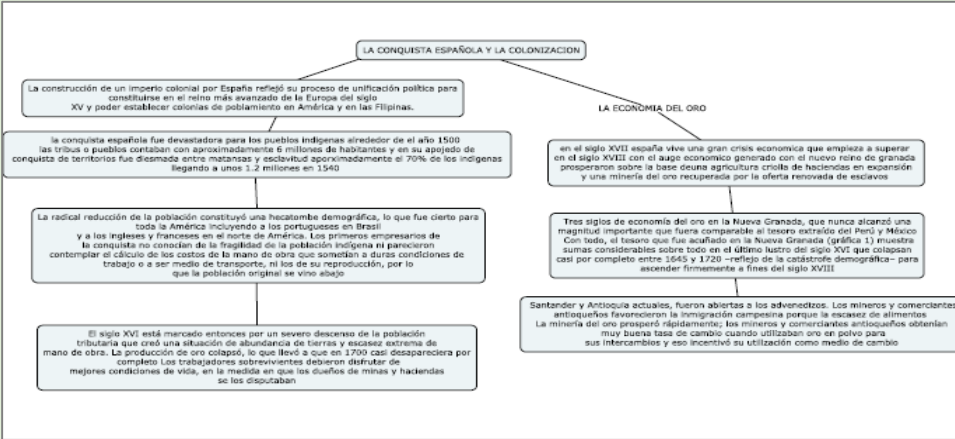 LA CONQUISTA ESPAÑOLA Y LA COLONIZACION
La construcción de un imperio colonial por España reflejó su proceso de unificación política para
constituirse en el reino más avanzado de la Europa del siglo
XV y poder establecer colonias de poblamiento en América y en las Filipinas.
la conquista española fue devastadora para los pueblos indigenas alrededor de el año 1500
las tribus o pueblos contaban con aproximadamente 6 millones de habitantes y en su apojedo de
conquista de territorios fue diesmada entre matansas y esclavitud aporximadamente el 70% de los indigenas
llegando a unos 1.2 millones en 1540
La radical reducción de la población constituyó una hecatombe demográfica, lo que fue cierto para
toda la América incluyendo a los portugueses en Brasil
y a los ingleses y franceses en el norte de América. Los primeros empresarios de
la conquista no conocían de la fragilidad de la población indígena ni parecieron
contemplar el cálculo de los costos de la mano de obra que sometían a duras condiciones de
trabajo o a ser medio de transporte, ni los de su reproducción, por lo
que la población original se vino abajo
El siglo XVI está marcado entonces por un severo descenso de la población
tributaria que creó una situación de abundancia de tierras y escasez extrema de
mano de obra. La producción de oro colapsó, lo que llevó a que en 1700 casi desapareciera por
completo Los trabajadores sobrevivientes debieron disfrutar de
mejores condiciones de vida, en la medida en que los dueños de minas y haciendas
se los disputaban
LA ECONOMIA DEL ORO
en el siglo XVII españa vive una gran crisis economica que empieza a superar
en el siglo XVIII con el auge economico generado con el nuevo reino de granada
prosperaron sobre la base deuna agricultura criolla de haciendas en expansión
y una minería del oro recuperada por la oferta renovada de esclavos
Tres siglos de economía del oro en la Nueva Granada, que nunca alcanzó una
magnitud importante que fuera comparable al tesoro extraído del Perú y México
Con todo, el tesoro que fue acuñado en la Nueva Granada (gráfica 1) muestra
sumas considerables sobre todo en el último lustro del siglo XVI que colapsan
casi por completo entre 1645 y 1720 –reflejo de la catástrofe demográfica– para
ascender firmemente a fines del siglo XVIII
Santander y Antioquia actuales, fueron abiertas a los advenedizos. Los mineros y comerciantes
antioqueños favorecieron la inmigración campesina porque la escasez de alimentos
La minería del oro prosperó rápidamente; los mineros y comerciantes antioqueños obtenían
muy buena tasa de cambio cuando utilizaban oro en polvo para
sus intercambios y eso incentivó su utilización como medio de cambio